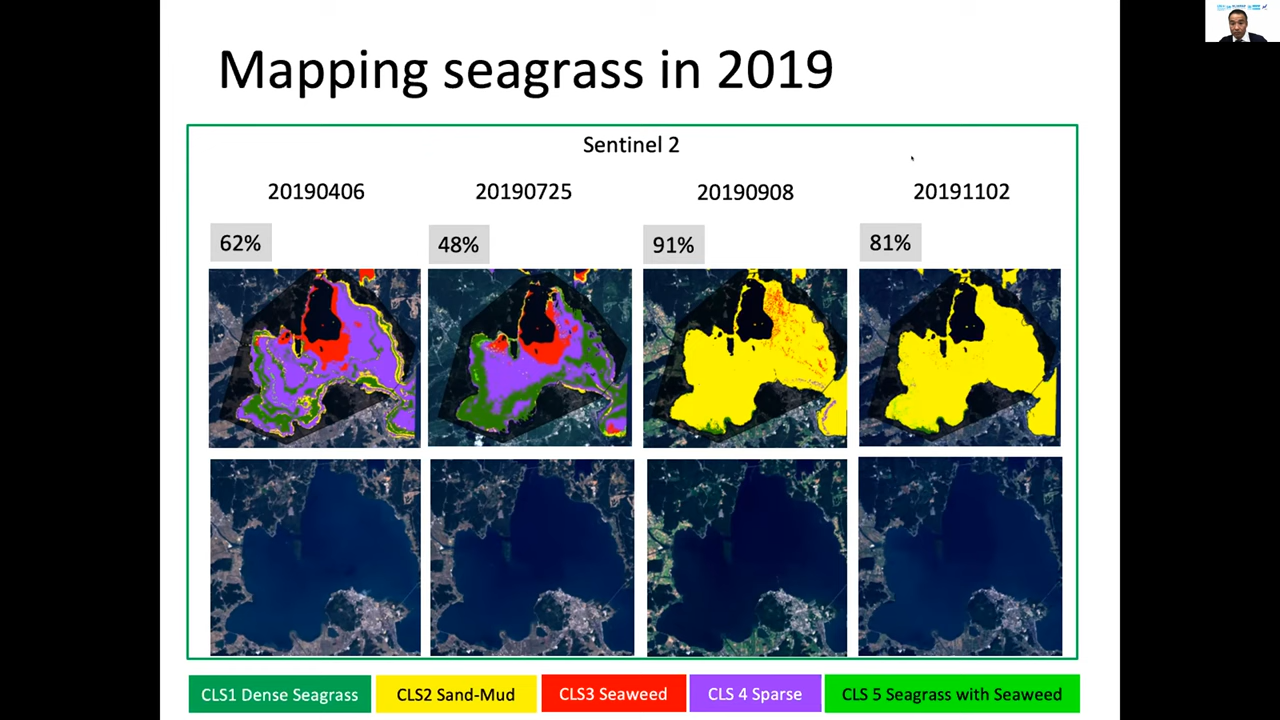 Mapping seagrass in 2019
Sentinel 2
20190406 20190725 20190908 20191102
62% 48% 91% 81%
CLS1 Dense Seagrass CLS2 Sand-Mud CLS3 Seaweed CLS 4 Sparse CLS 5 Seagrass with Seaweed